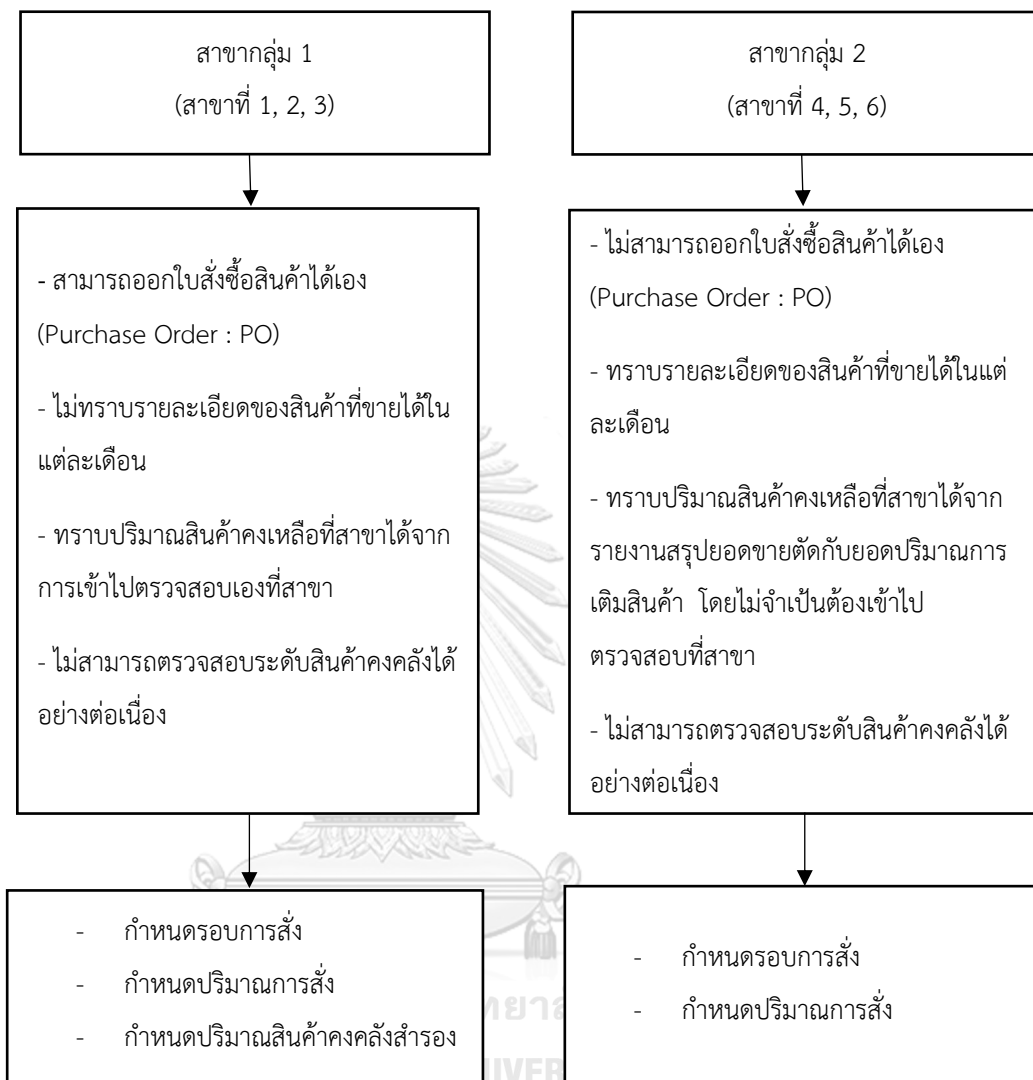 สาขากลุ่ม 1
(สาขาที่ 1, 2, 3)
สาขากลุ่ม 2
(สาขาที่ 4, 5, 6)
- สามารถออกใบสั่งซื้อสินค้าได้เอง
(Purchase Order : PO)
- ไม่ทราบรายละเอียดของสินค้าที่ขายได้ใน
แต่ละเดือน
- ทราบปริมาณสินค้าคงเหลือที่สาขาได้จาก
การเข้าไปตรวจสอบเองที่สาขา
- ไม่สามารถตรวจสอบระดับสินค้าคงคลังได้
อย่างต่อเนื่อง
- ไม่สามารถออกใบสั่งซื้อสินค้าได้เอง
(Purchase Order : PO)
- ทราบรายละเอียดของสินค้าที่ขายได้ในแต่
ละเดือน
- ทราบปริมาณสินค้าคงเหลือที่สาขาได้จาก
รายงานสรุปยอดขายตัดกับยอดปริมาณการ
เติมสินค้า โดยไม่จำเป็นต้องเข้าไป
ตรวจสอบที่สาขา
- ไม่สามารถตรวจสอบระดับสินค้าคงคลังได้
อย่างต่อเนื่อง
- กำหนดรอบการสั่ง
- กำหนดปริมาณการสั่ง
- กำหนดปริมาณสินค้าคงคลังสำรอง
- กำหนดรอบการสั่ง
- กำหนดปริมาณการสั่ง